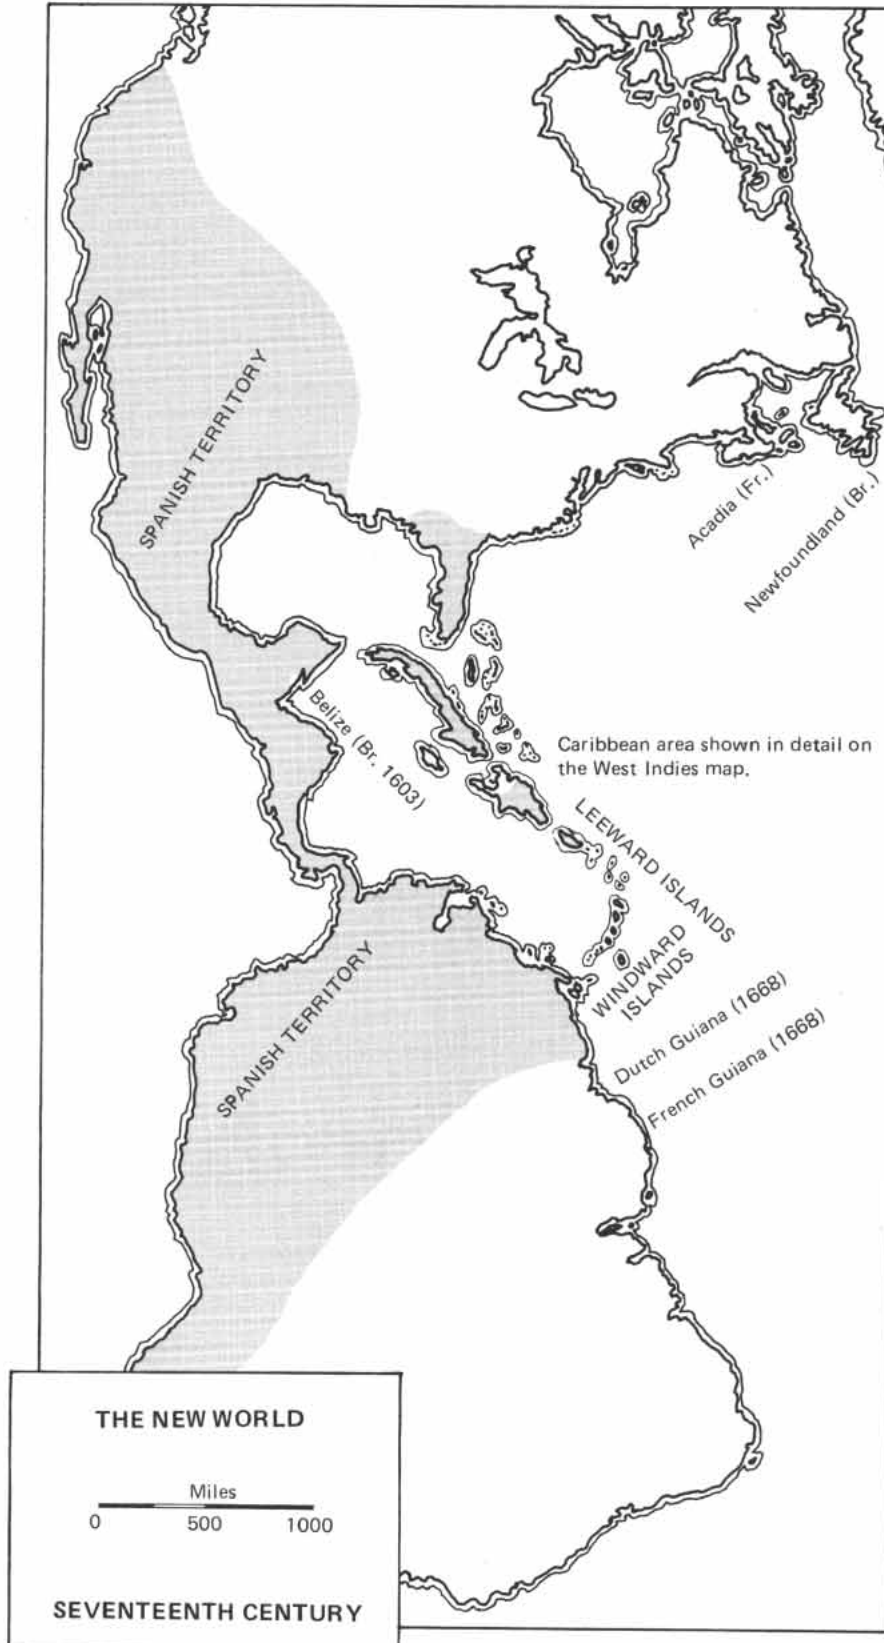 SPANISH TERRITORY
Acadia (Fr.)
Newfoundland (Br.)
Belize (Br. 1603)
Caribbean area shown in detail on
the West Indies map.
LEEWARD ISLANDS
WINDWARD
ISLANDS
SPANISH TERRITORY
Dutch Guiana (1668)
French Guiana (1668)
THE NEW WORLD
Miles
0 500 1000
SEVENTEENTH CENTURY